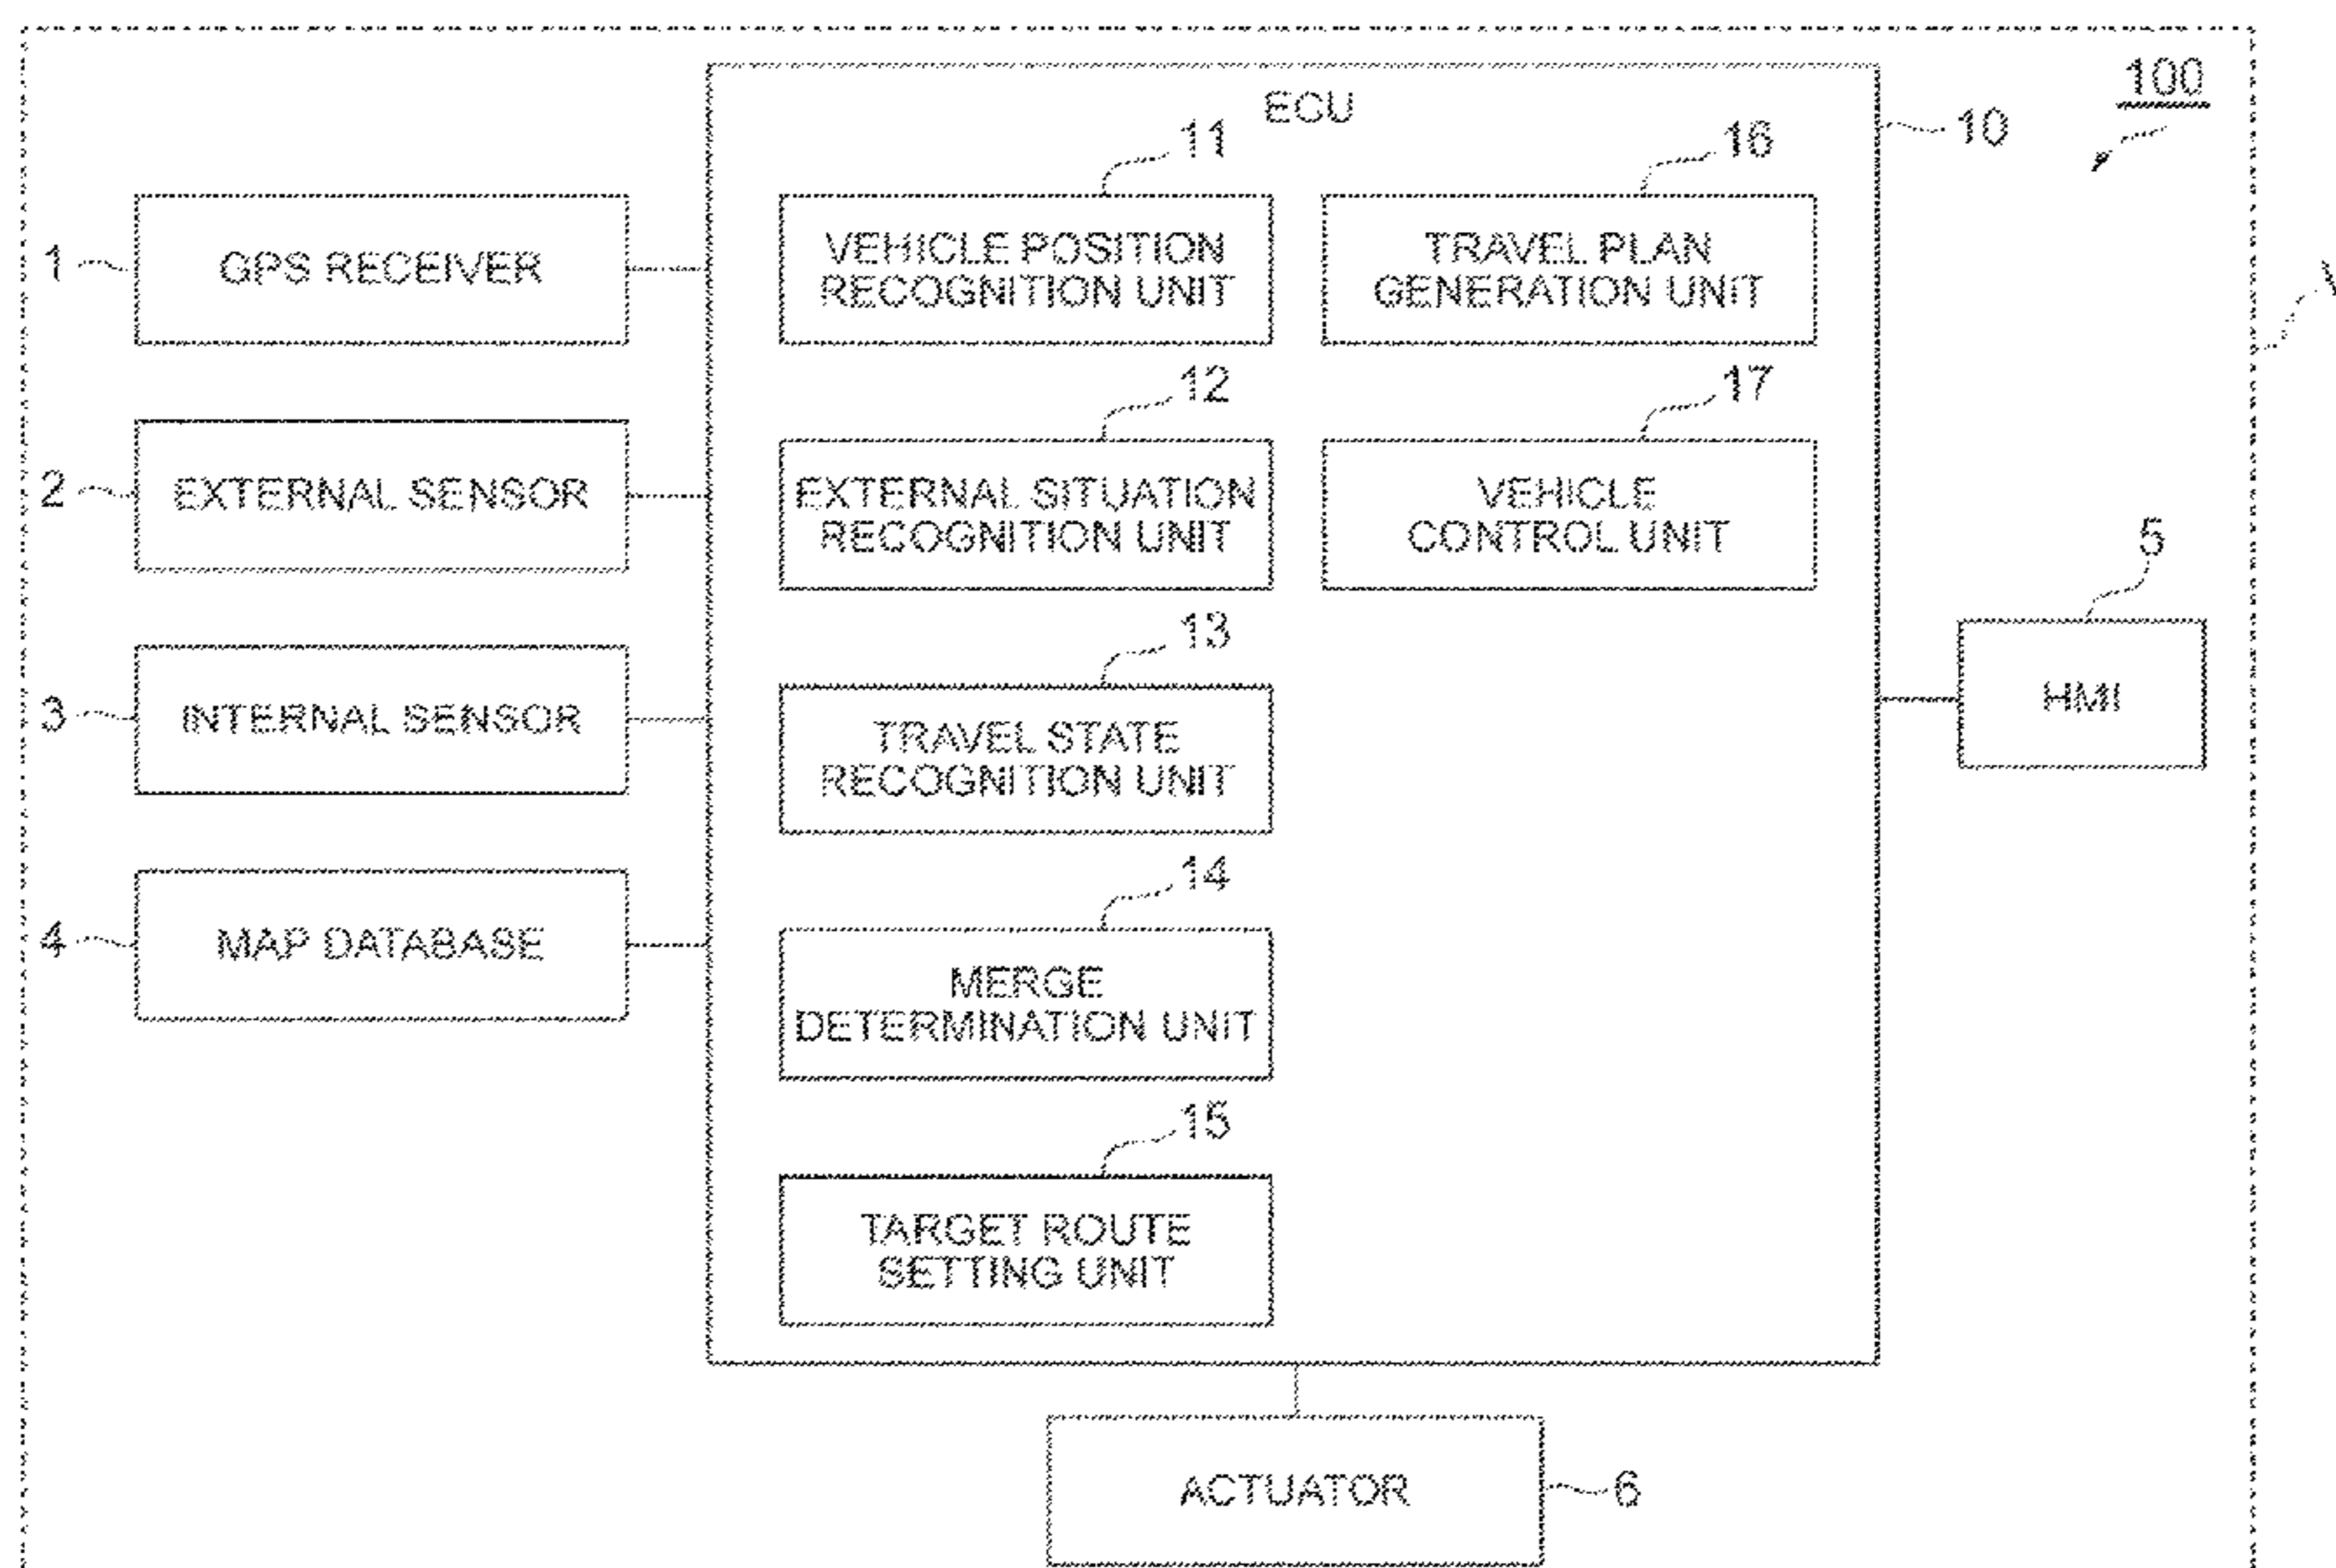 100
ECU
10
11
16
1
GPS RECEIVER
VEHICLE POSITION
RECOGNITION UNIT
TRAVEL PLAN
GENERATION UNIT
12
17
2
EXTERNAL SENSOR
EXTERNAL SITUATION
RECOGNITION UNIT
VEHICLE
CONTROL UNIT
5
13
3
INTERNAL SENSOR
TRAVEL STATE
RECOGNITION UNIT
HMI
14
4
MAP DATABASE
MERGE
DETERMINATION UNIT
15
TARGET ROUTE
SETTING UNIT
ACTUATOR
6